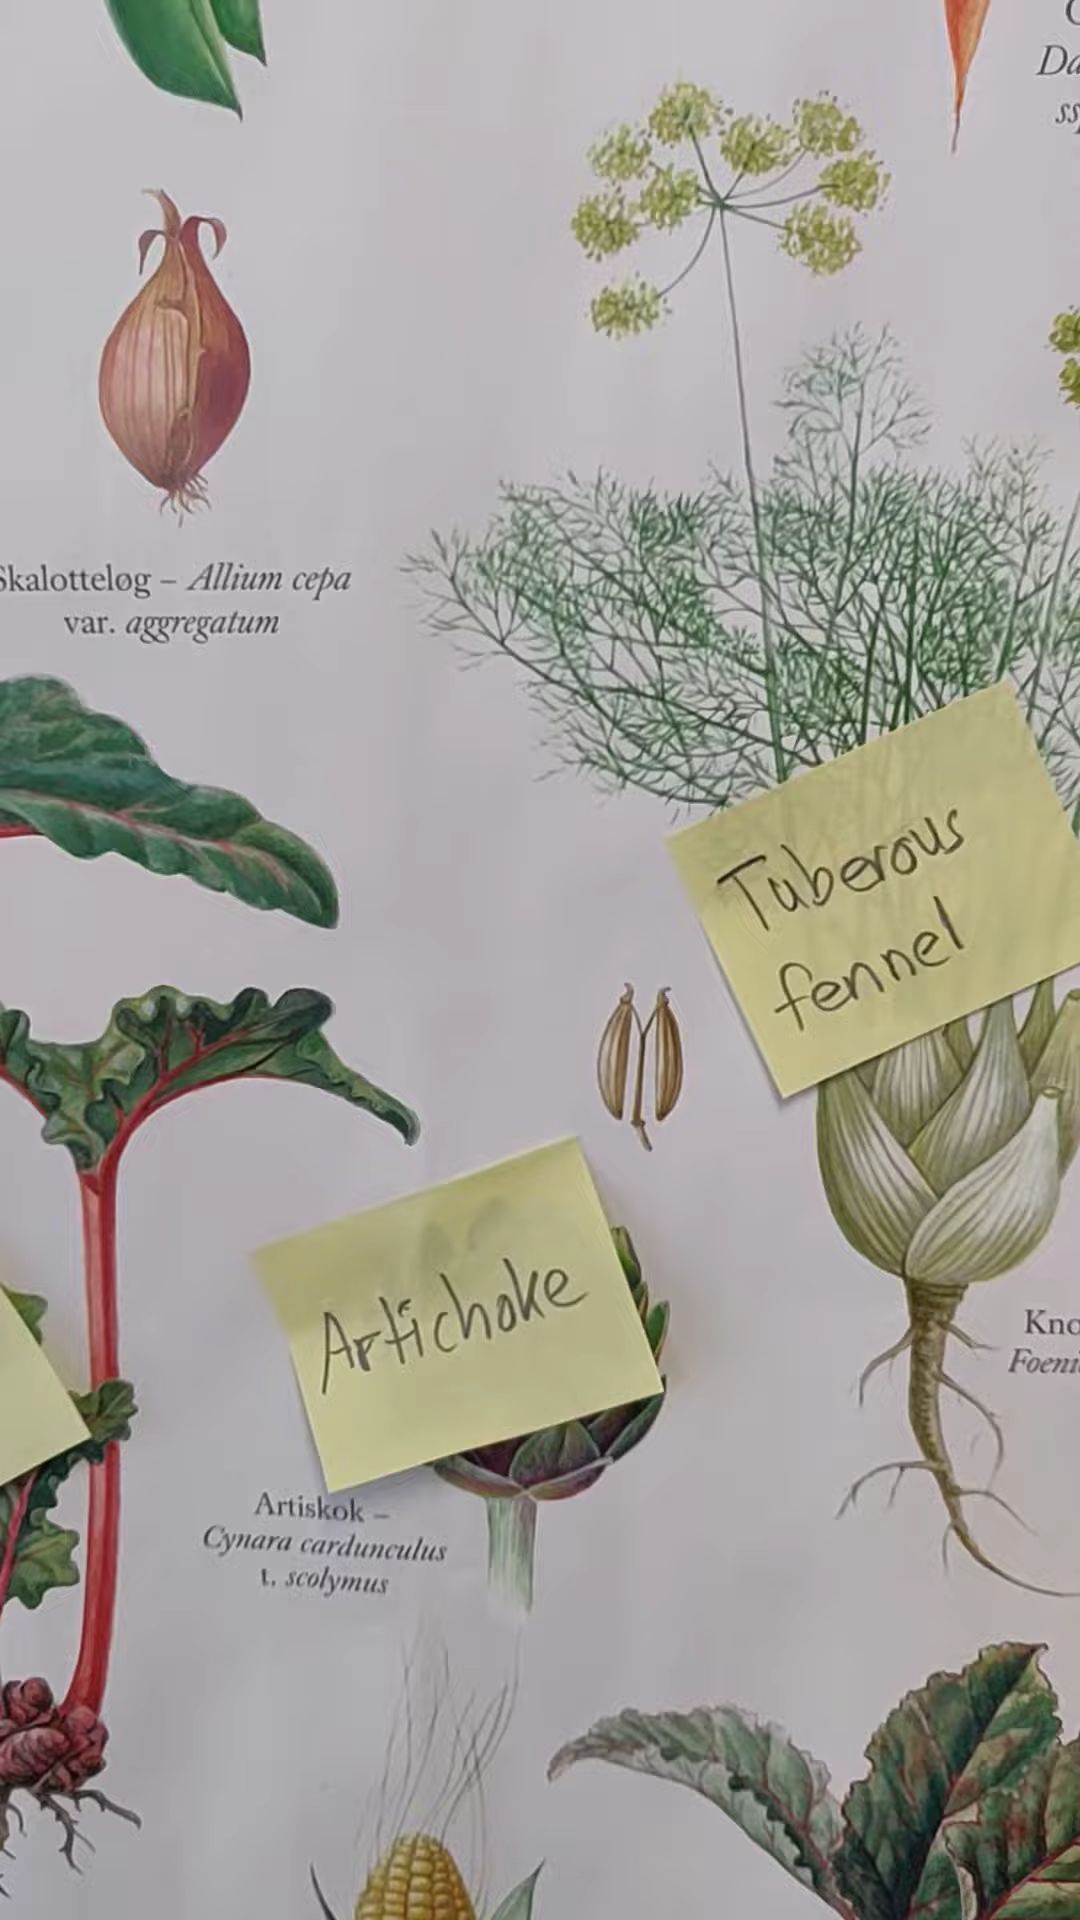 Skalotteløg – Allium cepa
var. aggregatum
Tuberous
fennel
Artichoke
Artiskok –
Cynara cardunculus
t. scolymus